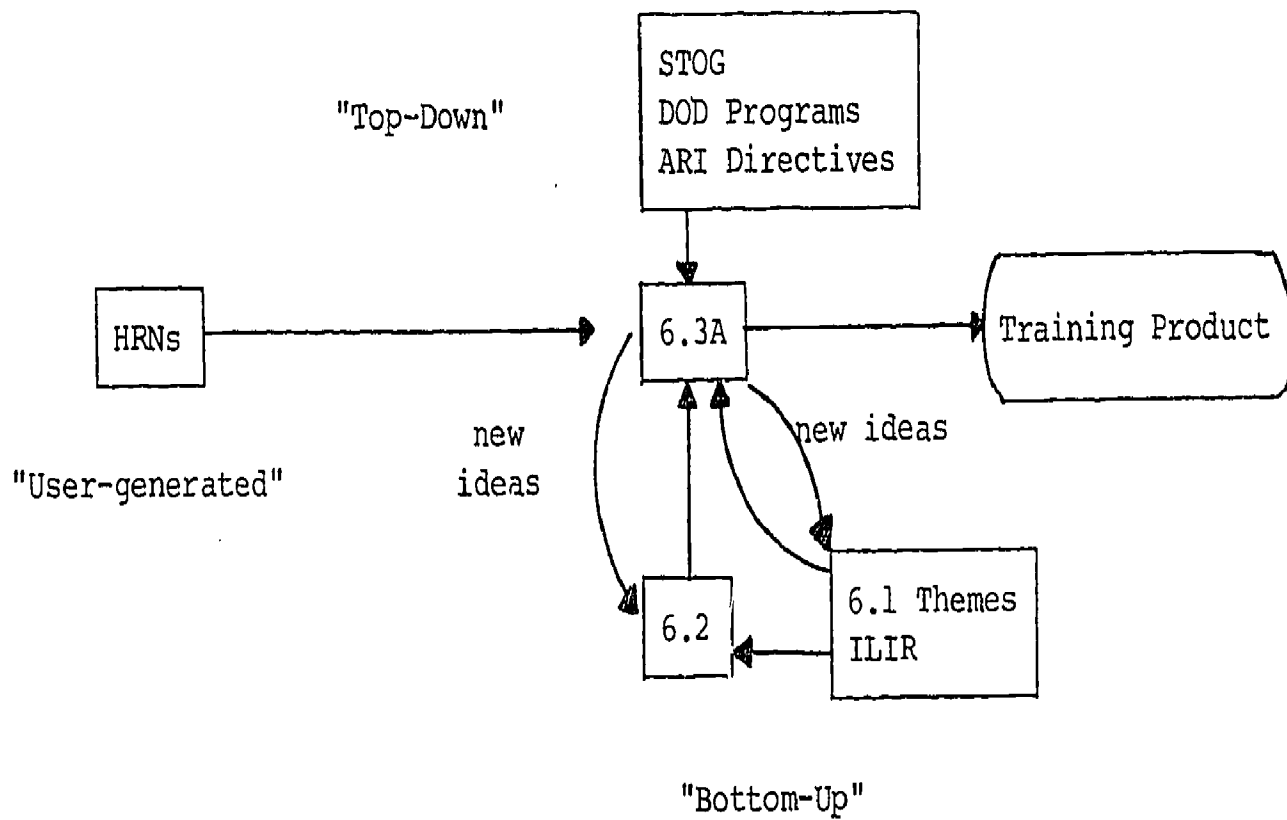 STOG
"Top-Down"
DOD Programs
ARI Directives
HRNs
6.3A
Training Product
new
ideas
new ideas
"User-generated"
6.2
6.1 Themes
ILIR
"Bottom-Up"